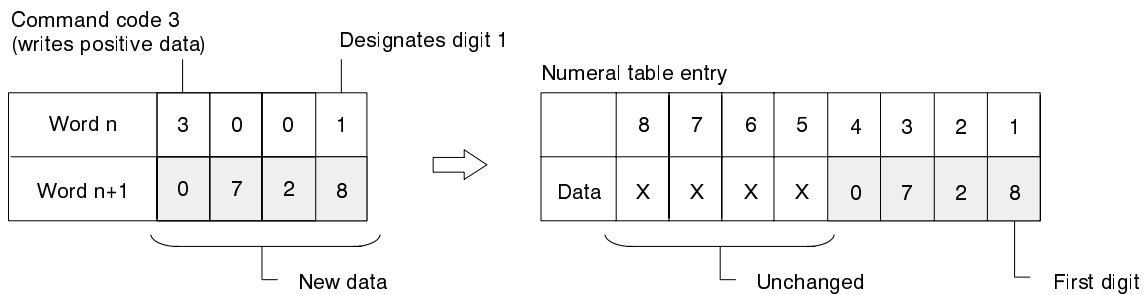 Command code 3
(writes positive data)
Designates digit 1
Word n 3 0 0 1
Word n+1 0 7 2 8
New data
Numeral table entry
8 7 6 5 4 3 2 1
Data X X X X 0 7 2 8
Unchanged
First digit